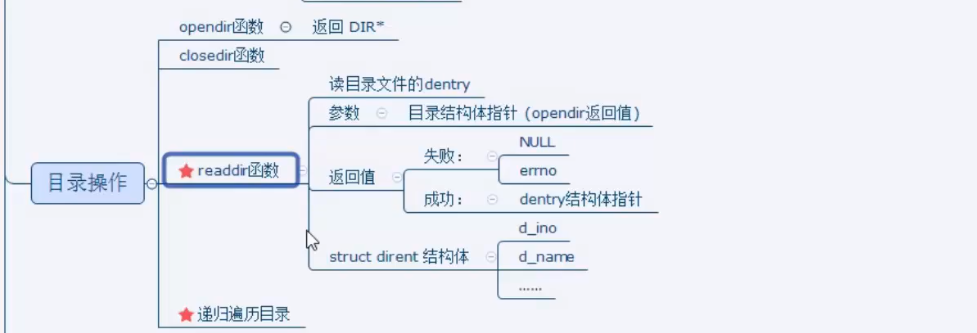 opendir函数
返回 DIR*
closedir函数
读目录文件的dentry
参数
目录结构体指针（opendir返回值）
目录操作
readdir函数
返回值
失败：
NULL
errno
成功：
dentry结构体指针
struct dirent 结构体
d_ino
d_name
......
递归遍历目录